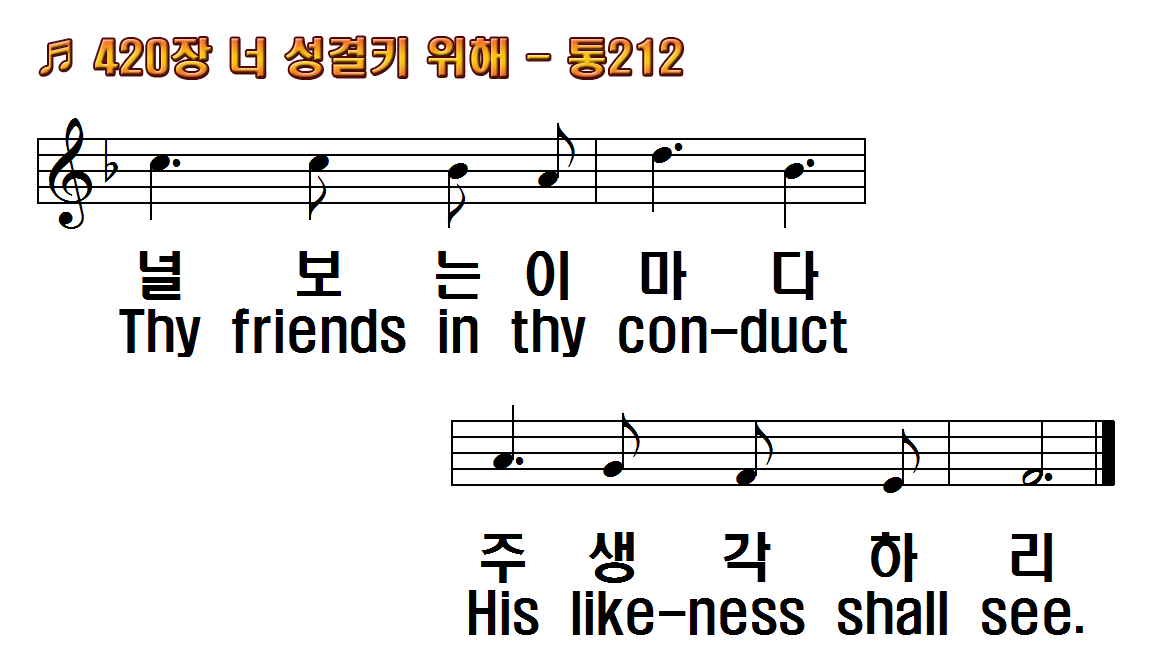 ♬ 420장 너 성결키 위해 - 통212
널 보 는 이 마 다
Thy friends in thy con-duct
주 생 각 하 리
His like-ness shall see.